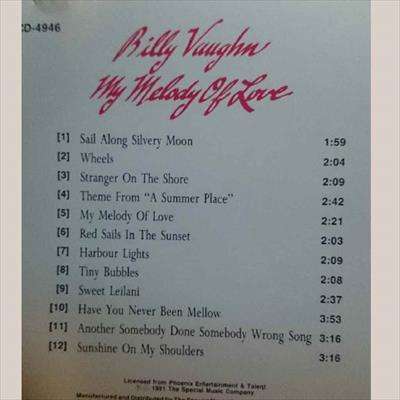 CD-4946
Billy Vaughn
My Melody Of Love
[1] Sail Along Silvery Moon 1:59
[2] Wheels 2:04
[3] Stranger On The Shore 2:09
[4] Theme From "A Summer Place" 2:42
[5] My Melody Of Love 2:21
[6] Red Sails In The Sunset 2:03
[7] Harbour Lights 2:09
[8] Tiny Bubbles 2:08
[9] Sweet Leilani 2:37
[10] Have You Never Been Mellow 3:53
[11] Another Somebody Done Somebody Wrong Song 3:16
[12] Sunshine On My Shoulders 3:16
Licensed from Phoenix Entertainment & Talent
1991 The Special Music Company
Manufactured and Distributed by The